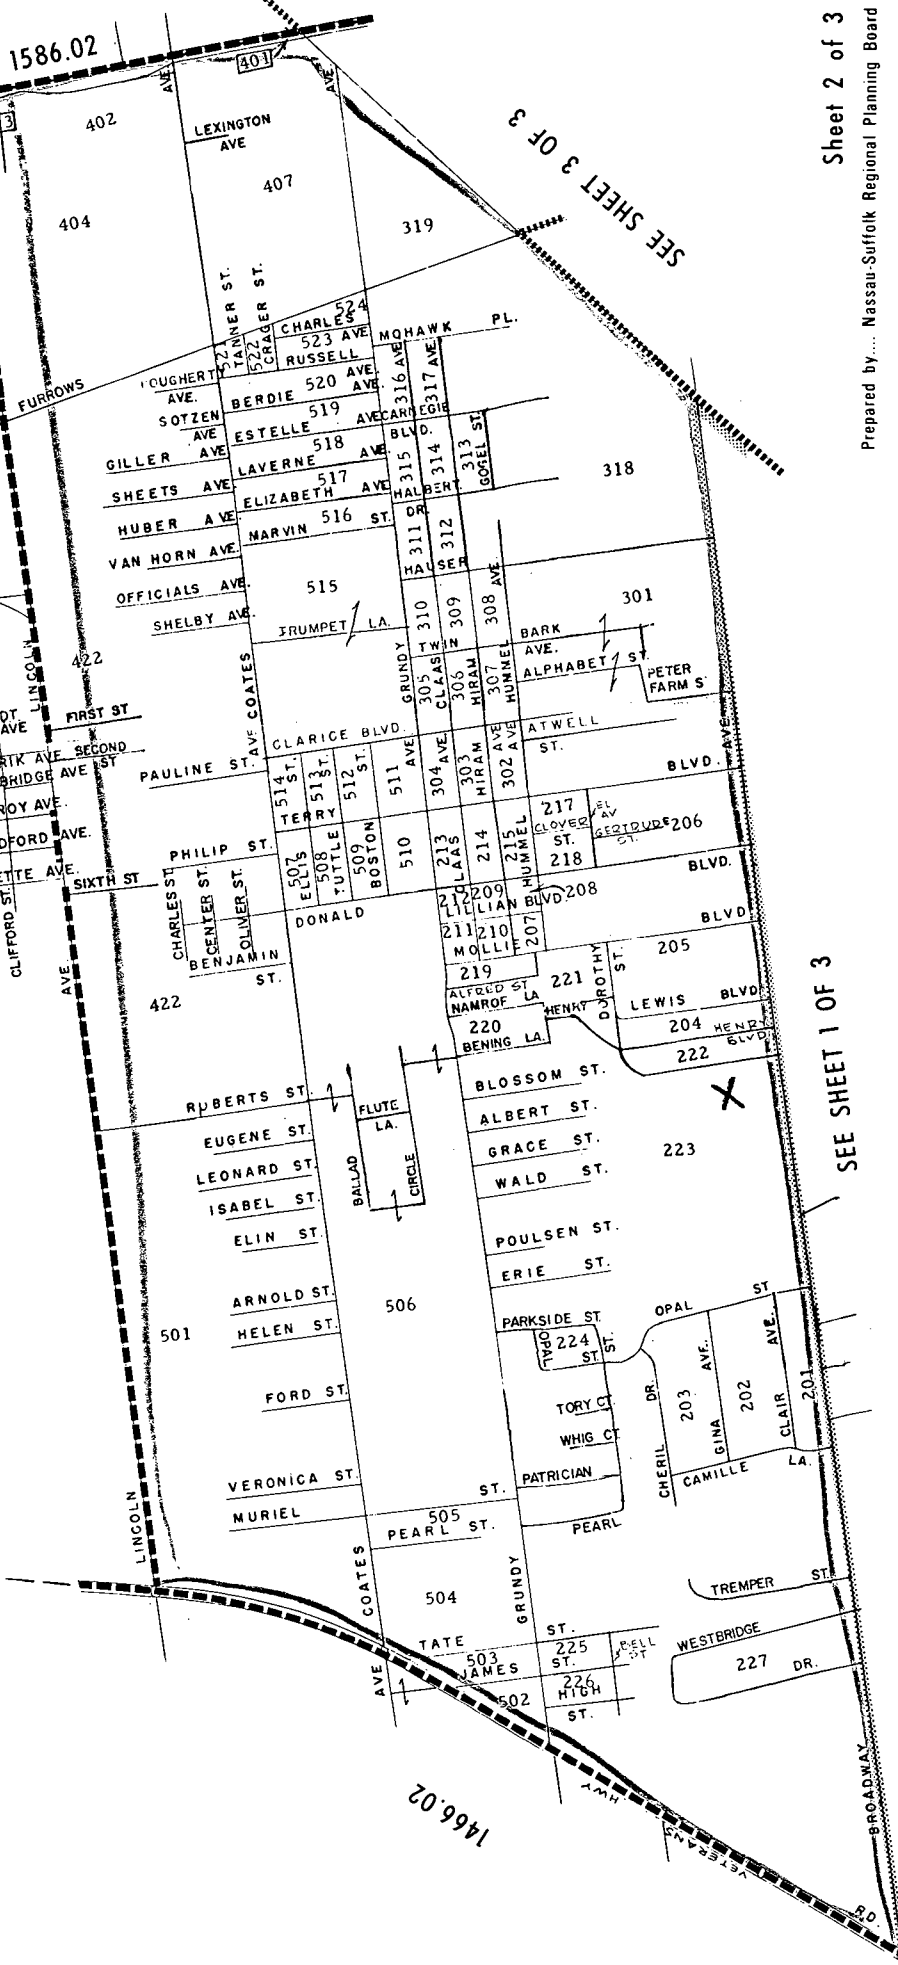 1586.02
401
AVE.
AVE.
3
402
LEXINGTON
AVE
407
404
319
SEE SHEET 3 OF 3
Sheet 2 of 3
Prepared by.... Nassau-Suffolk Regional Planning Board
524
TANNER ST.
CRAGER ST.
521
522
CHARLES
523 AVE
RUSSELL
AVE.
MOHAWK PL.
316 AVE
317 AVE.
FURROWS
AVE.
BERDIE 520 AVE.
SOTZEN
AVE
519
ESTELLE AVE
CARNEGIE
BLVD.
GILLER AVE
518
LAVERNE AVE.
315
314
313
GOGEL ST.
318
SHEETS AVE
517
ELIZABETH AVE
HALBERT
DR.
HUBER AVE
MARVIN 516 ST.
311
312
VAN HORN AVE.
HAUSER
AVE.
OFFICIALS AVE.
515
310
309
308
301
SHELBY AVE.
TRUMPET LA.
TWIN
BARK
AVE.
LINCOLN
422
COATES
AVE
GRUNDY
AVE
305
CLAAS
AVE.
306
HIRAM
307
HUMMEL
AVE
ALPHABET ST.
PETER
FARM S
AVE
FIRST ST
CLARICE BLVD.
ATWELL
ST.
AVE. SECOND
ST
BRIDGE AVE
PAULINE ST.
514
ST.
513
ST.
512
ST.
511
304
303
HIRAM
302 AVE
BLVD.
AVE.
TERRY
217
CLOVER
ST.
218
EL
AV
GERTRUDE
ST.
206
AVE.
PHILIP ST.
507
ELLIS
508
TUTTLE
509
BOSTON
510
213
CLAAS
214
215
HUMMEL
BLVD.
AVE.
SIXTH ST
CLIFFORD ST.
CHARLES ST
CENTER ST.
OLIVER ST.
DONALD
212 209
LILLIAN BLVD
208
BLVD
AVE
BENJAMIN
ST.
211
210
207
MOLLIE
205
DOROTHY ST.
422
219
ALFRED ST
NAMROF LA
221
HENRY
LEWIS BLVD
220
BENING LA.
204
HENRY
BLVD
222
SEE SHEET 1 OF 3
X
ROBERTS ST.
BLOSSOM ST.
FLUTE
LA.
EUGENE ST.
ALBERT ST.
LEONARD ST.
BALLAD
CIRCLE
GRACE ST.
223
ISABEL ST.
WALD ST.
ELIN ST.
POULSEN ST.
ERIE ST.
ARNOLD ST.
506
501
HELEN ST.
PARKSIDE ST.
OPAL
ST.
224
ST.
OPAL ST
FORD ST.
TORY CT
WHIG CT
CHERIL DR.
203
GINA AVE.
202
CLAIR AVE.
201
VERONICA ST.
PATRICIAN
CAMILLE LA.
MURIEL ST.
505
PEARL ST.
PEARL
LINCOLN
COATES
AVE
504
GRUNDY
TREMPER ST.
TATE ST.
503
JAMES ST.
225
BELL
ST
WESTBRIDGE
DR.
227
226
502
HIGH
ST.
1466.02
VETERANS
HWY
BROADWAY
RD.